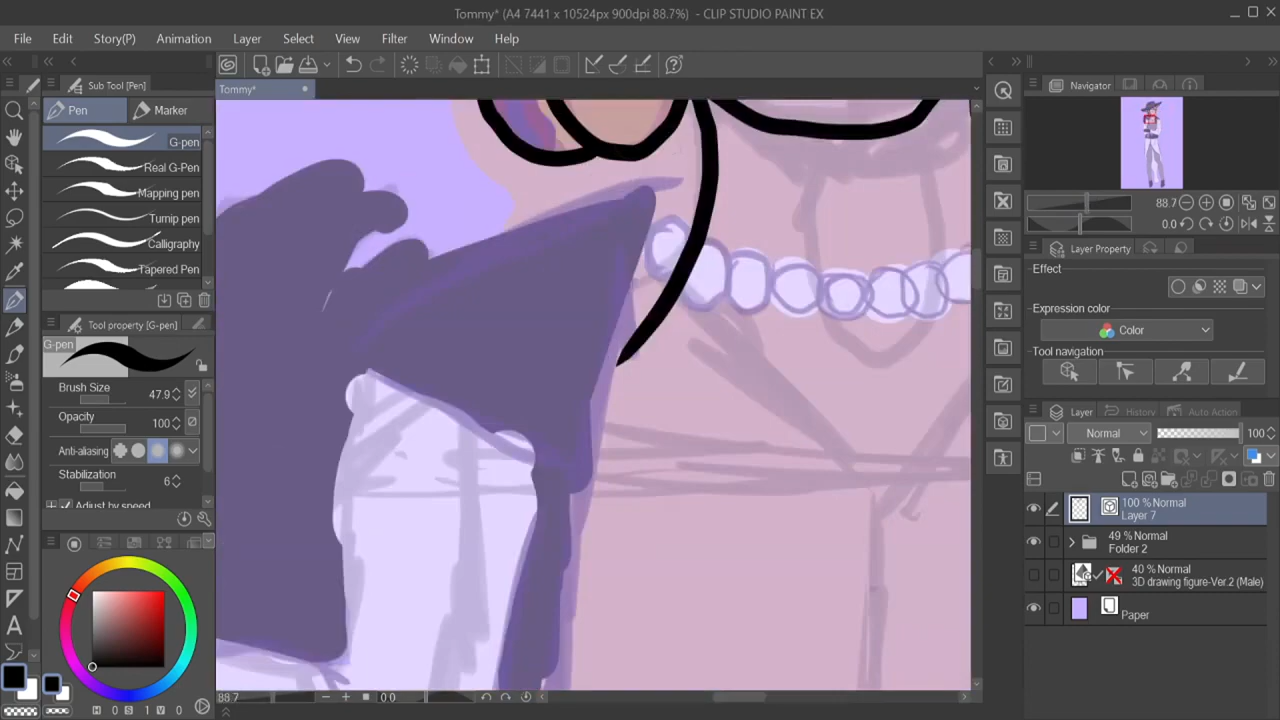 Tommy* (A4 7441 x 10524px 900dpi 88.7%) - CLIP STUDIO PAINT EX
File Edit Story(P) Animation Layer Select View Filter Window Help
Sub Tool [Pen]
Pen Marker
G-pen
Real G-Pen
Mapping pen
Turnip pen
Calligraphy
Tapered Pen
Tool property [G-pen]
G-pen
Brush Size 47.9
Opacity 100
Anti-aliasing
Stabilization 6
Adjust by speed
H 0 S 1 V 0
Tommy*
88.7 0.0
Navigator
88.7
0.0
Layer Property
Effect
Expression color
Color
Tool navigation
Layer History Auto Action
Normal 100
100 % Normal
Layer 7
49 % Normal
Folder 2
40 % Normal
3D drawing figure-Ver.2 (Male)
Paper